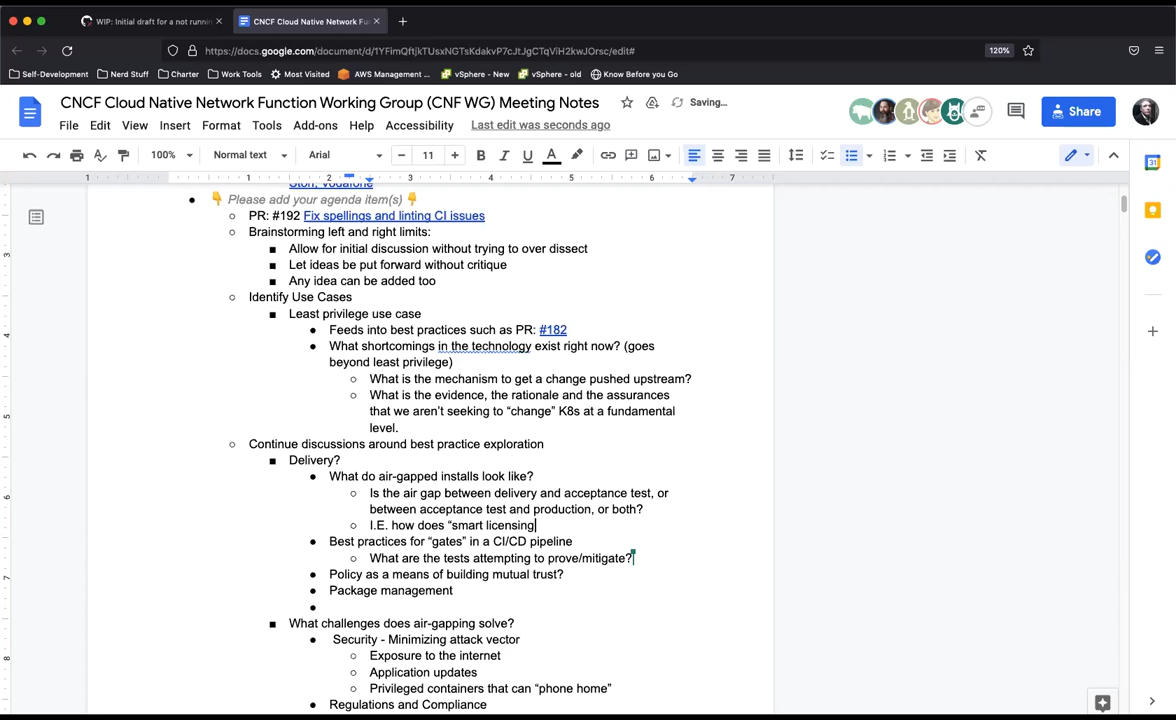 WIP: Initial draft for a not runnin
CNCF Cloud Native Network Fu
https://docs.google.com/document/d/1YFimQftjkTUsxNGTsKdakvP7cJtJgCTqViH2kwJOrsc/edit#
120%
Self-Development
Nerd Stuff
Charter
Work Tools
Most Visited
AWS Management ...
vSphere - New
vSphere - old
Know Before you Go
CNCF Cloud Native Network Function Working Group (CNF WG) Meeting Notes
Saving...
Share
File Edit View Insert Format Tools Add-ons Help Accessibility
Last edit was seconds ago
100% Normal text Arial 11
1 1 2 3 4 5 6 7
Ston, Vodafone
Please add your agenda item(s)
PR: #192 Fix spellings and linting CI issues
Brainstorming left and right limits:
Allow for initial discussion without trying to over dissect
Let ideas be put forward without critique
Any idea can be added too
Identify Use Cases
Least privilege use case
Feeds into best practices such as PR: #182
What shortcomings in the technology exist right now? (goes
beyond least privilege)
What is the mechanism to get a change pushed upstream?
What is the evidence, the rationale and the assurances
that we aren't seeking to “change” K8s at a fundamental
level.
Continue discussions around best practice exploration
Delivery?
What do air-gapped installs look like?
Is the air gap between delivery and acceptance test, or
between acceptance test and production, or both?
I.E. how does “smart licensing
Best practices for “gates” in a CI/CD pipeline
What are the tests attempting to prove/mitigate?
Policy as a means of building mutual trust?
Package management
What challenges does air-gapping solve?
Security - Minimizing attack vector
Exposure to the internet
Application updates
Privileged containers that can “phone home”
Regulations and Compliance